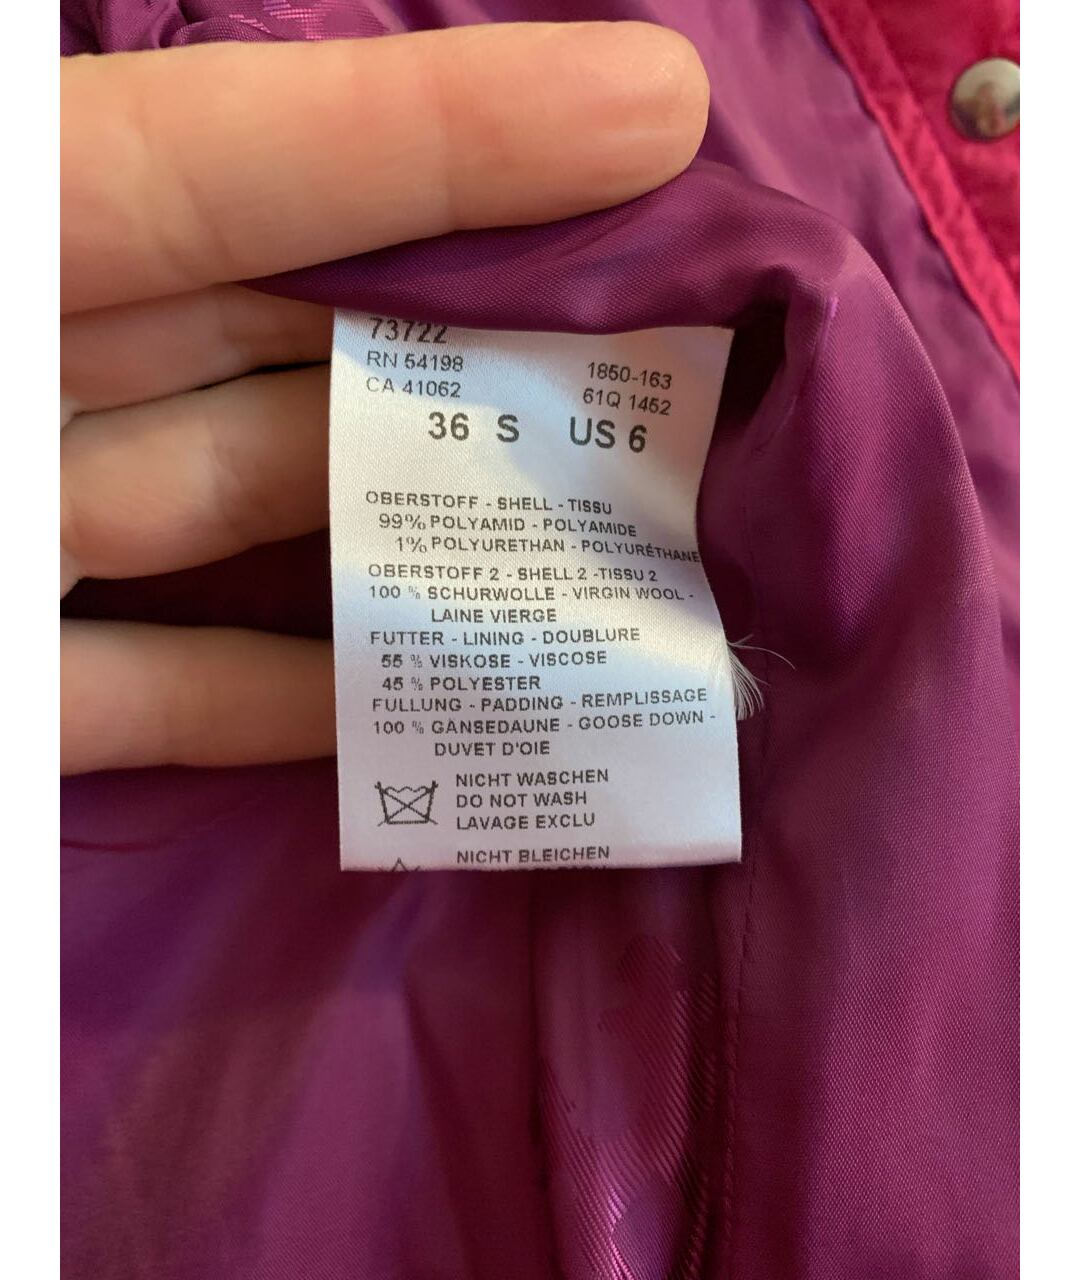 73722
RN 54198 1850-163
CA 41062 61Q 1452
36 S US 6
OBERSTOFF - SHELL - TISSU
99% POLYAMID - POLYAMIDE
1% POLYURETHAN - POLYURÉTHANE
OBERSTOFF 2 - SHELL 2 -TISSU 2
100 % SCHURWOLLE - VIRGIN WOOL -
LAINE VIERGE
FUTTER - LINING - DOUBLURE
55 % VISKOSE - VISCOSE
45 % POLYESTER
FULLUNG - PADDING - REMPLISSAGE
100 % GÄNSEDAUNE - GOOSE DOWN -
DUVET D'OIE
NICHT WASCHEN
DO NOT WASH
LAVAGE EXCLU
NICHT BLEICHEN